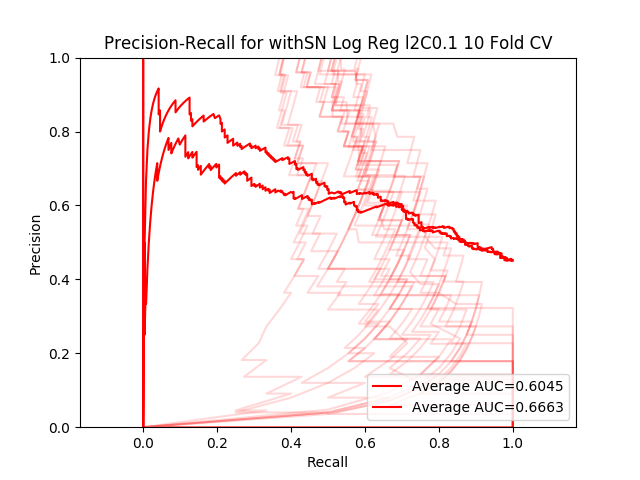 Precision-Recall for withSN Log Reg l2C0.1 10 Fold CV
1.0
0.8
0.6
0.4
0.2
0.0
Precision
0.0 0.2 0.4 0.6 0.8 1.0
Recall
Average AUC=0.6045
Average AUC=0.6663